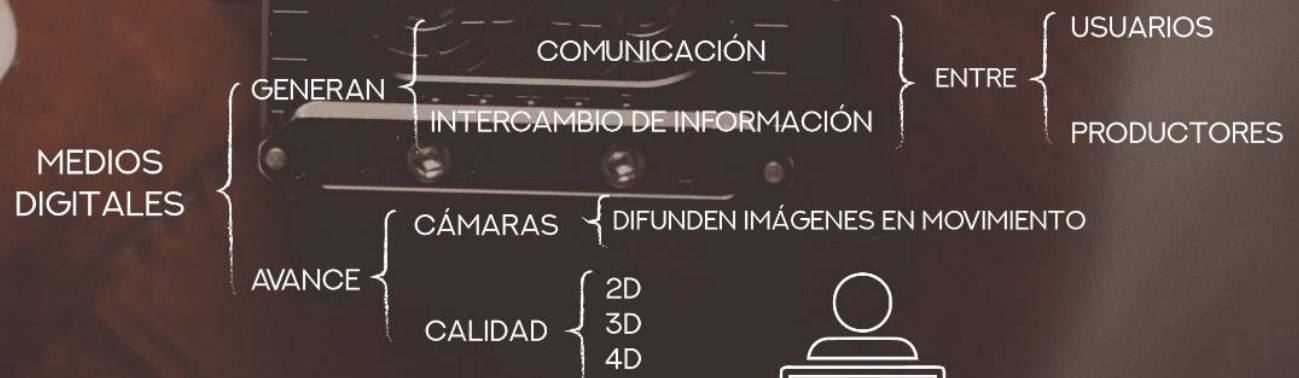 MEDIOS
DIGITALES
GENERAN
COMUNICACIÓN
INTERCAMBIO DE INFORMACIÓN
ENTRE
USUARIOS
PRODUCTORES
AVANCE
CÁMARAS
DIFUNDEN IMÁGENES EN MOVIMIENTO
CALIDAD
2D
3D
4D